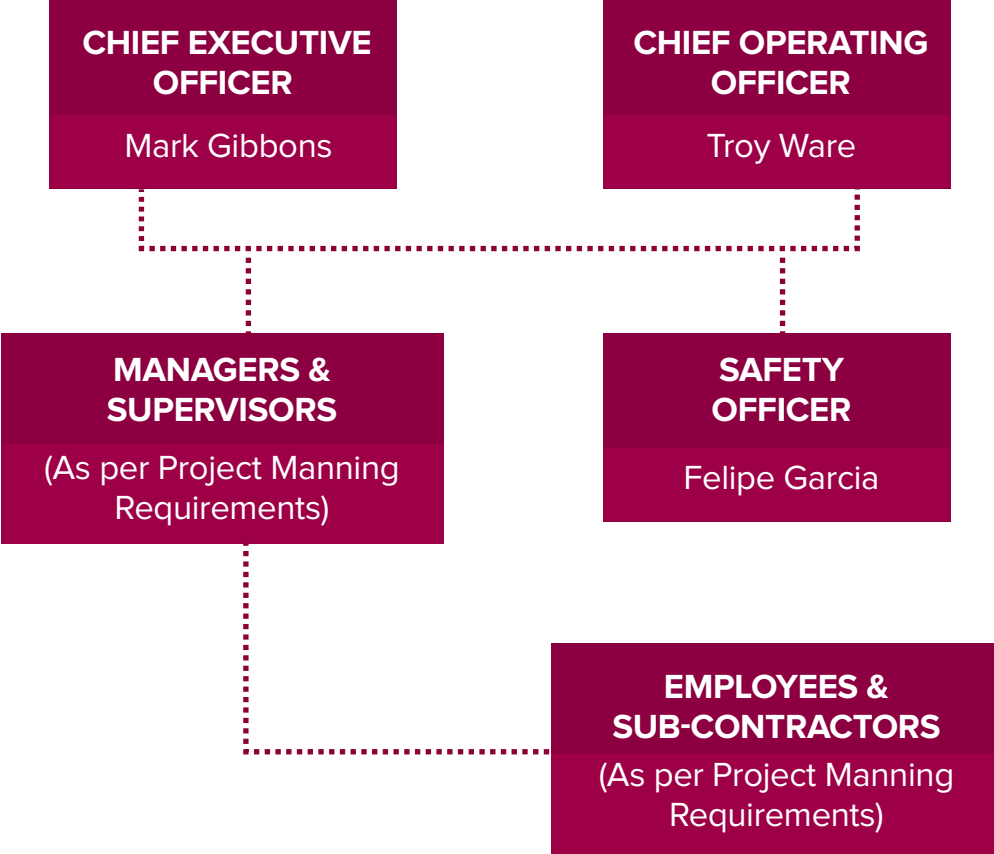 CHIEF EXECUTIVE
OFFICER
Mark Gibbons
CHIEF OPERATING
OFFICER
Troy Ware
MANAGERS &
SUPERVISORS
(As per Project Manning
Requirements)
SAFETY
OFFICER
Felipe Garcia
EMPLOYEES &
SUB-CONTRACTORS
(As per Project Manning
Requirements)